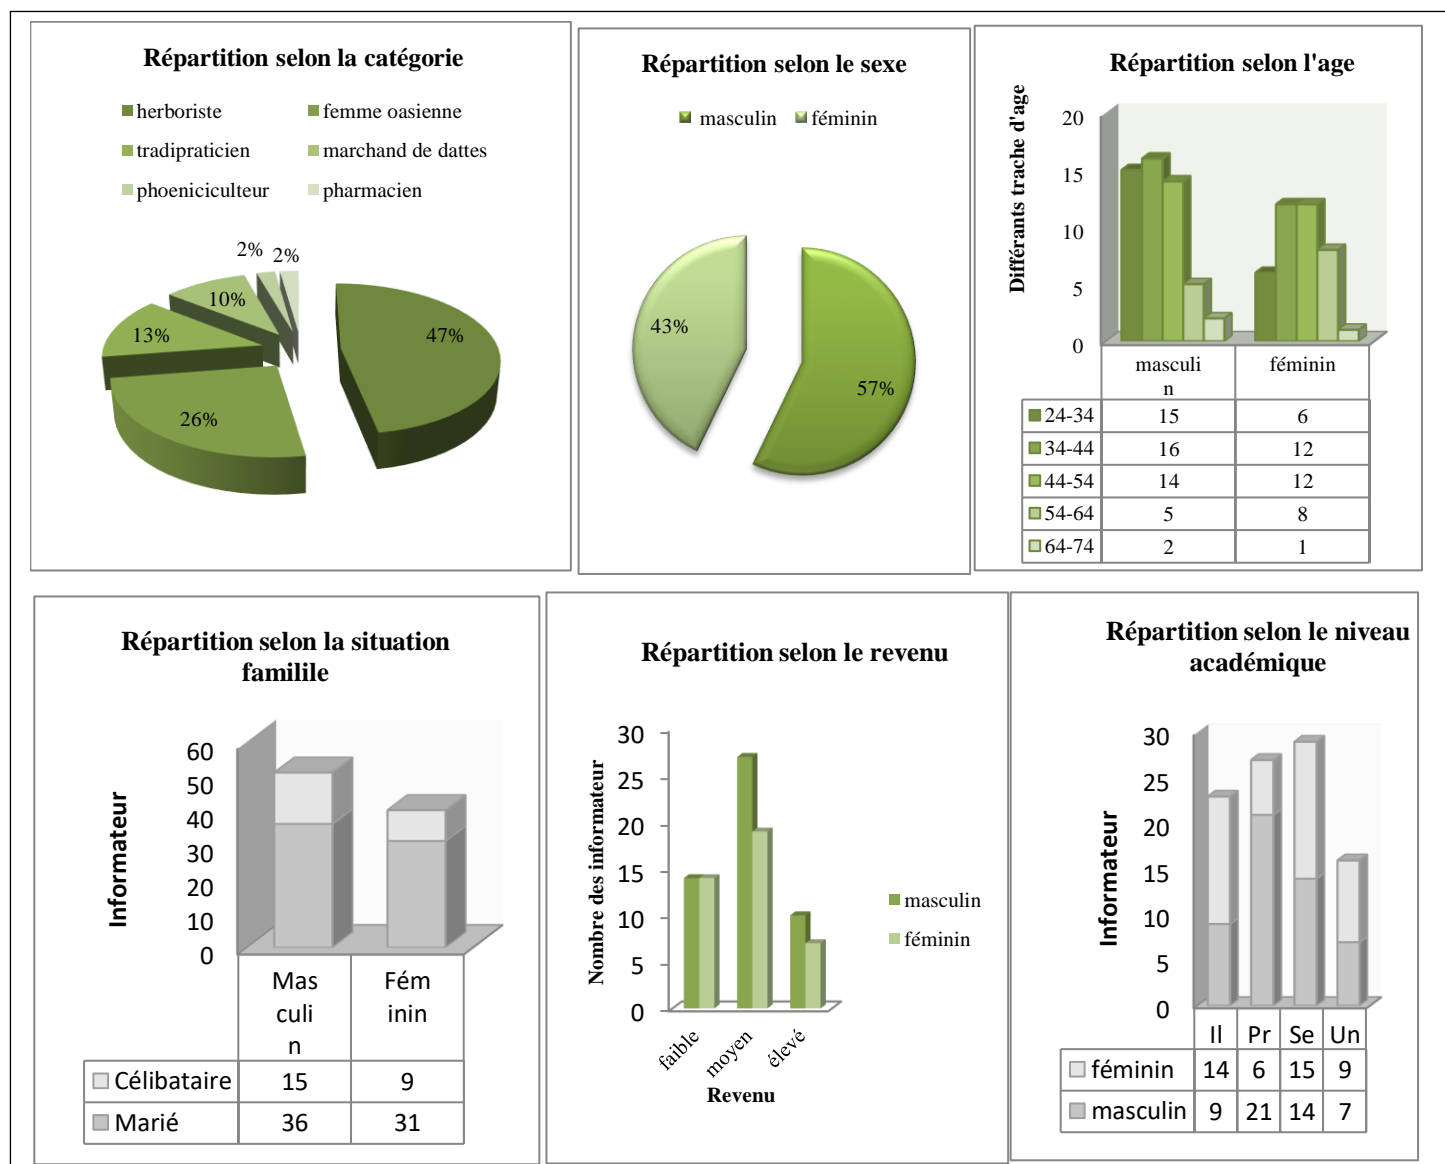 Répartition selon la catégorie
herboriste femme oasienne
tradipraticien marchand de dattes
phoeniciculteur pharmacien
2% 2%
10%
13% 47%
26%
Répartition selon le sexe
masculin féminin
43%
57%
Répartition selon l'age
Différants trache d'age
20
15
10
5
0
masculi féminin
n
24-34 15 6
34-44 16 12
44-54 14 12
54-64 5 8
64-74 2 1
Répartition selon la situation
familile
Informateur
60
50
40
30
20
10
0
Mas Fém
culi inin
n
Célibataire 15 9
Marié 36 31
Répartition selon le revenu
Nombre des informateur
30
25
20
15
10
5
0
faible moyen élevé
Revenu
masculin
féminin
Répartition selon le niveau
académique
Informateur
30
25
20
15
10
5
0
Il Pr Se Un
féminin 14 6 15 9
masculin 9 21 14 7